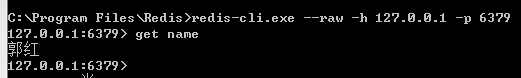 C:\Program Files\Redis>redis-cli.exe --raw -h 127.0.0.1 -p 6379
127.0.0.1:6379> get name
郭红
127.0.0.1:6379>